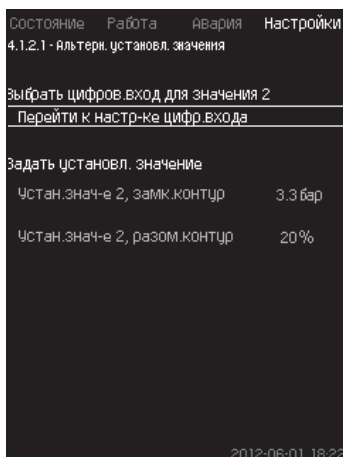 Состояние Работа Авария Настройки
4.1.2.1 - Альтерн. установл. значения
Выбрать цифров.вход для значения 2
Перейти к настр-ке цифр.входа
Задать установл. значение
Устан.знач-е 2, замк.контур 3.3 бар
Устан.знач-е 2, разом.контур 20%
2012-06-01 18:22